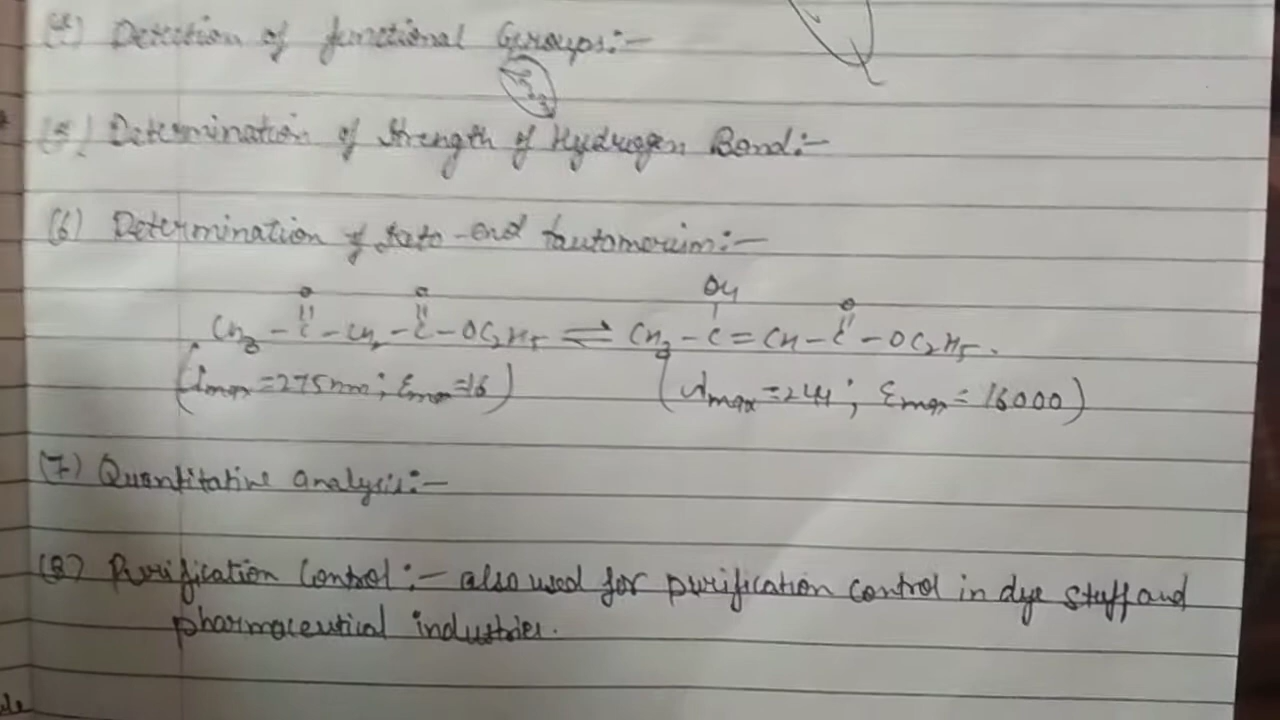 (4) Detection of functional Groups:-
(5) Determination of Strength of Hydrogen Bond:-
(6) Determination of keto-enol tautomerism:-
O O OH O
CH3 - C - CH2 - C - OC2H5 ⇌ CH3 - C = CH - C - OC2H5.
(λmax = 275nm; εmax = 16) (λmax = 244; εmax = 16000)
(7) Quantitative analysis:-
(8) Purification Control:- also used for purification control in dye stuff and
pharmaceutical industries.